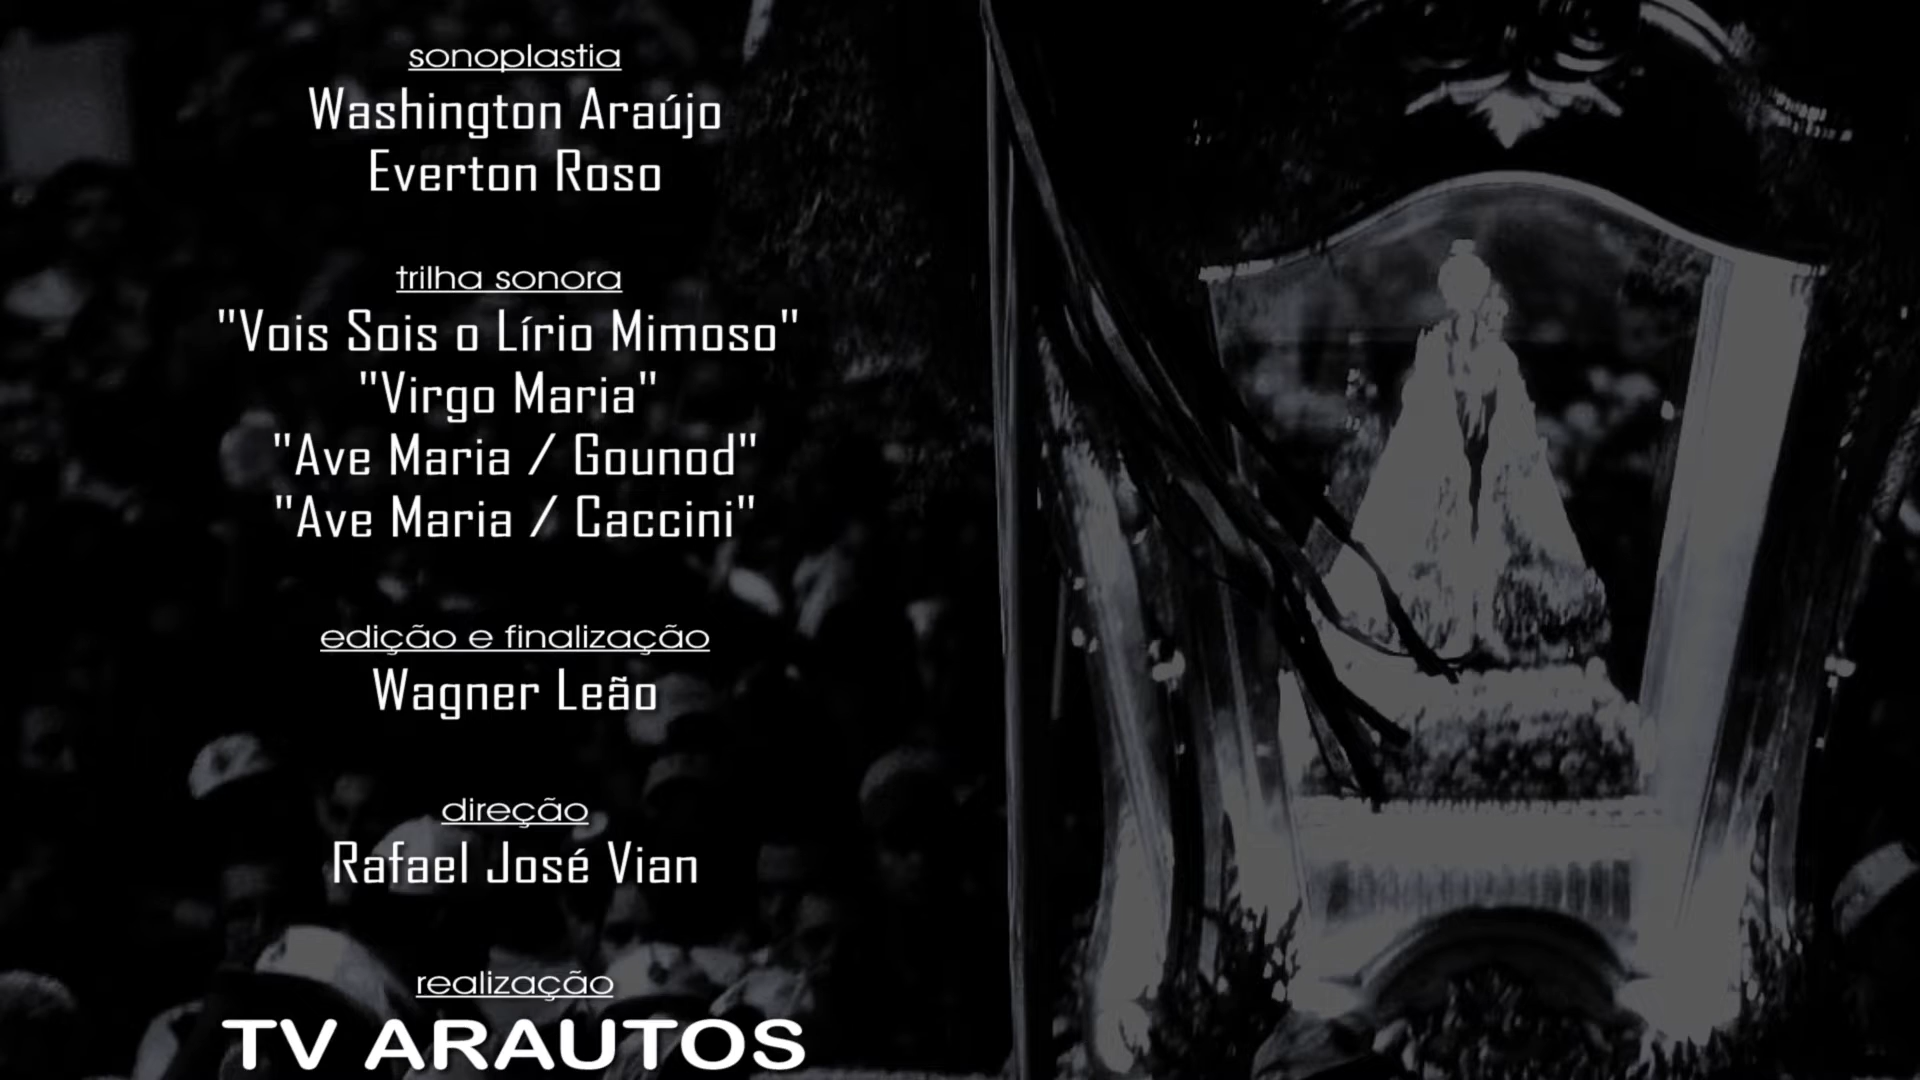 sonoplastia
Washington Araújo
Everton Roso
trilha sonora
"Vois Sois o Lírio Mimoso"
"Virgo Maria"
"Ave Maria / Gounod"
"Ave Maria / Caccini"
edição e finalização
Wagner Leão
direção
Rafael José Vian
realização
TV ARAUTOS